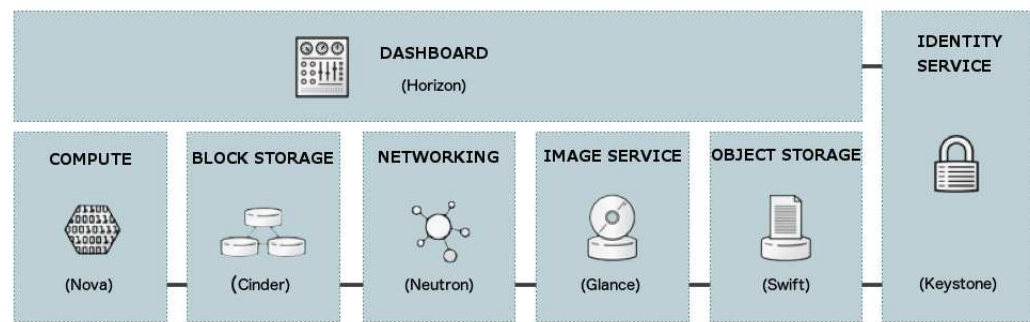 DASHBOARD
(Horizon)
IDENTITY
SERVICE
COMPUTE
(Nova)
BLOCK STORAGE
(Cinder)
NETWORKING
(Neutron)
IMAGE SERVICE
(Glance)
OBJECT STORAGE
(Swift)
(Keystone)